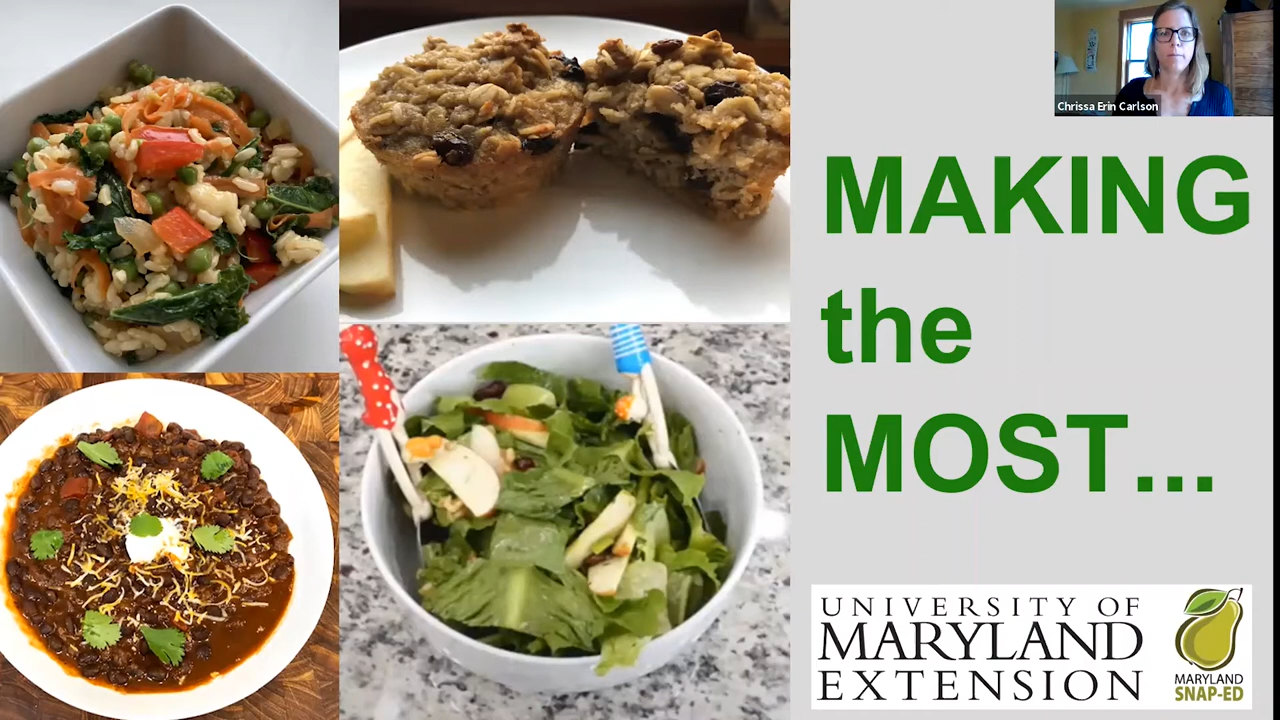 Chrissa Erin Carlson
MAKING
the
MOST...
UNIVERSITY OF
MARYLAND
EXTENSION
MARYLAND
SNAP-ED